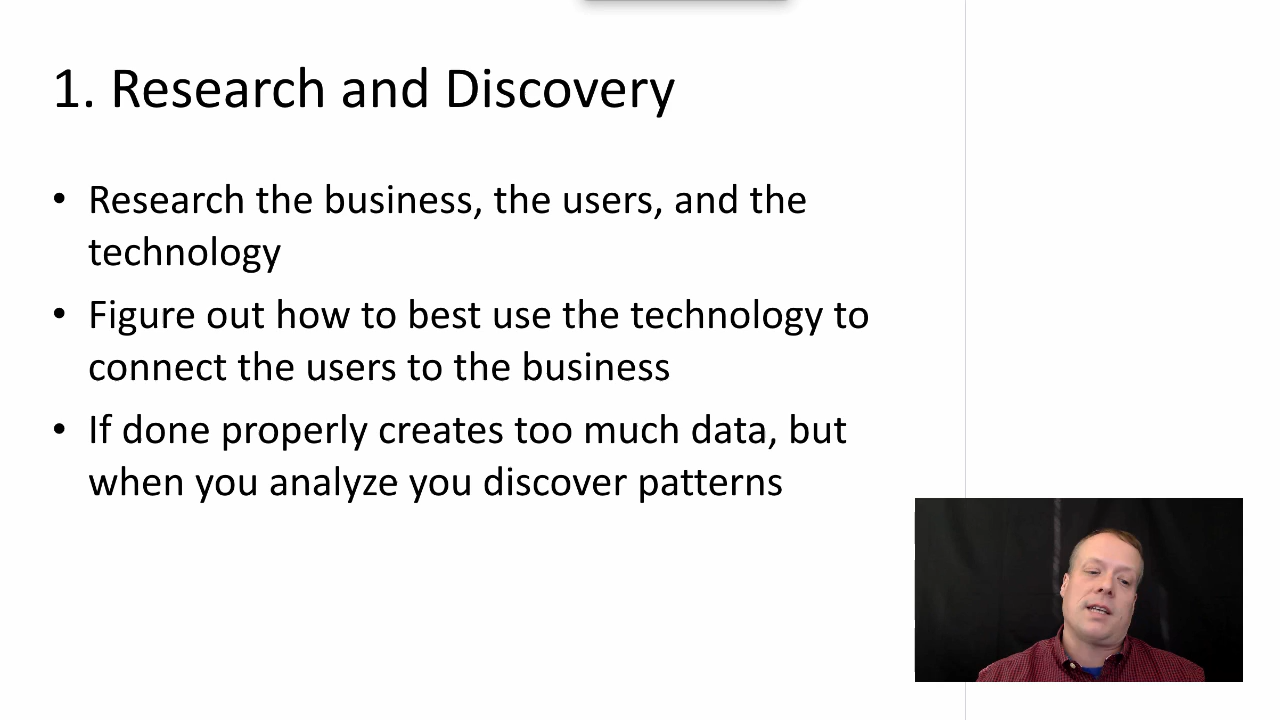 1. Research and Discovery
• Research the business, the users, and the
technology
• Figure out how to best use the technology to
connect the users to the business
• If done properly creates too much data, but
when you analyze you discover patterns